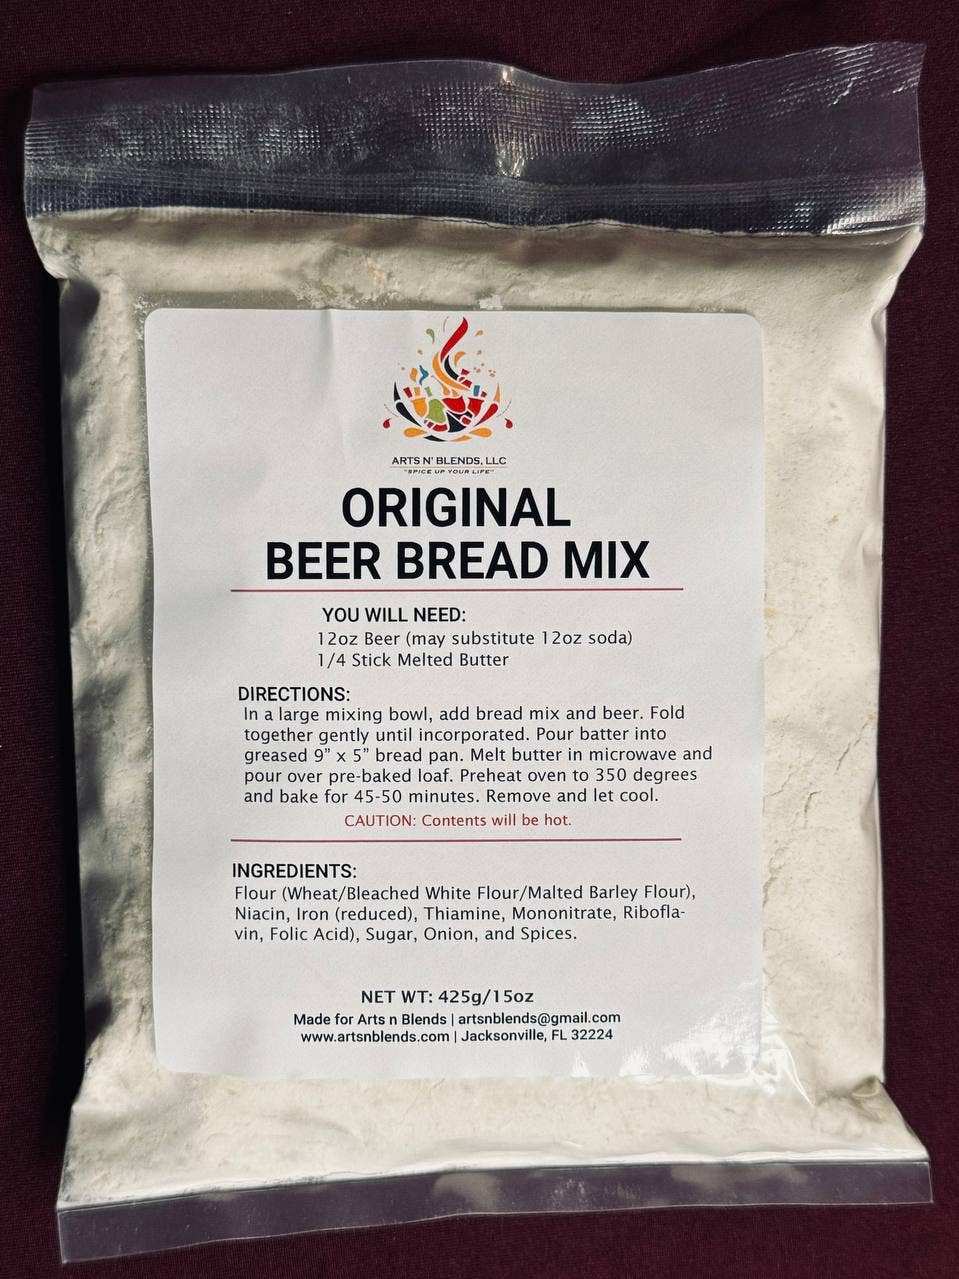 ARTS N' BLENDS, LLC
"SPICE UP YOUR LIFE"
ORIGINAL
BEER BREAD MIX
YOU WILL NEED:
12oz Beer (may substitute 12oz soda)
1/4 Stick Melted Butter
DIRECTIONS:
In a large mixing bowl, add bread mix and beer. Fold
together gently until incorporated. Pour batter into
greased 9” x 5” bread pan. Melt butter in microwave and
pour over pre-baked loaf. Preheat oven to 350 degrees
and bake for 45-50 minutes. Remove and let cool.
CAUTION: Contents will be hot.
INGREDIENTS:
Flour (Wheat/Bleached White Flour/Malted Barley Flour),
Niacin, Iron (reduced), Thiamine, Mononitrate, Ribofla-
vin, Folic Acid), Sugar, Onion, and Spices.
NET WT: 425g/15oz
Made for Arts n Blends | artsnblends@gmail.com
www.artsnblends.com | Jacksonville, FL 32224